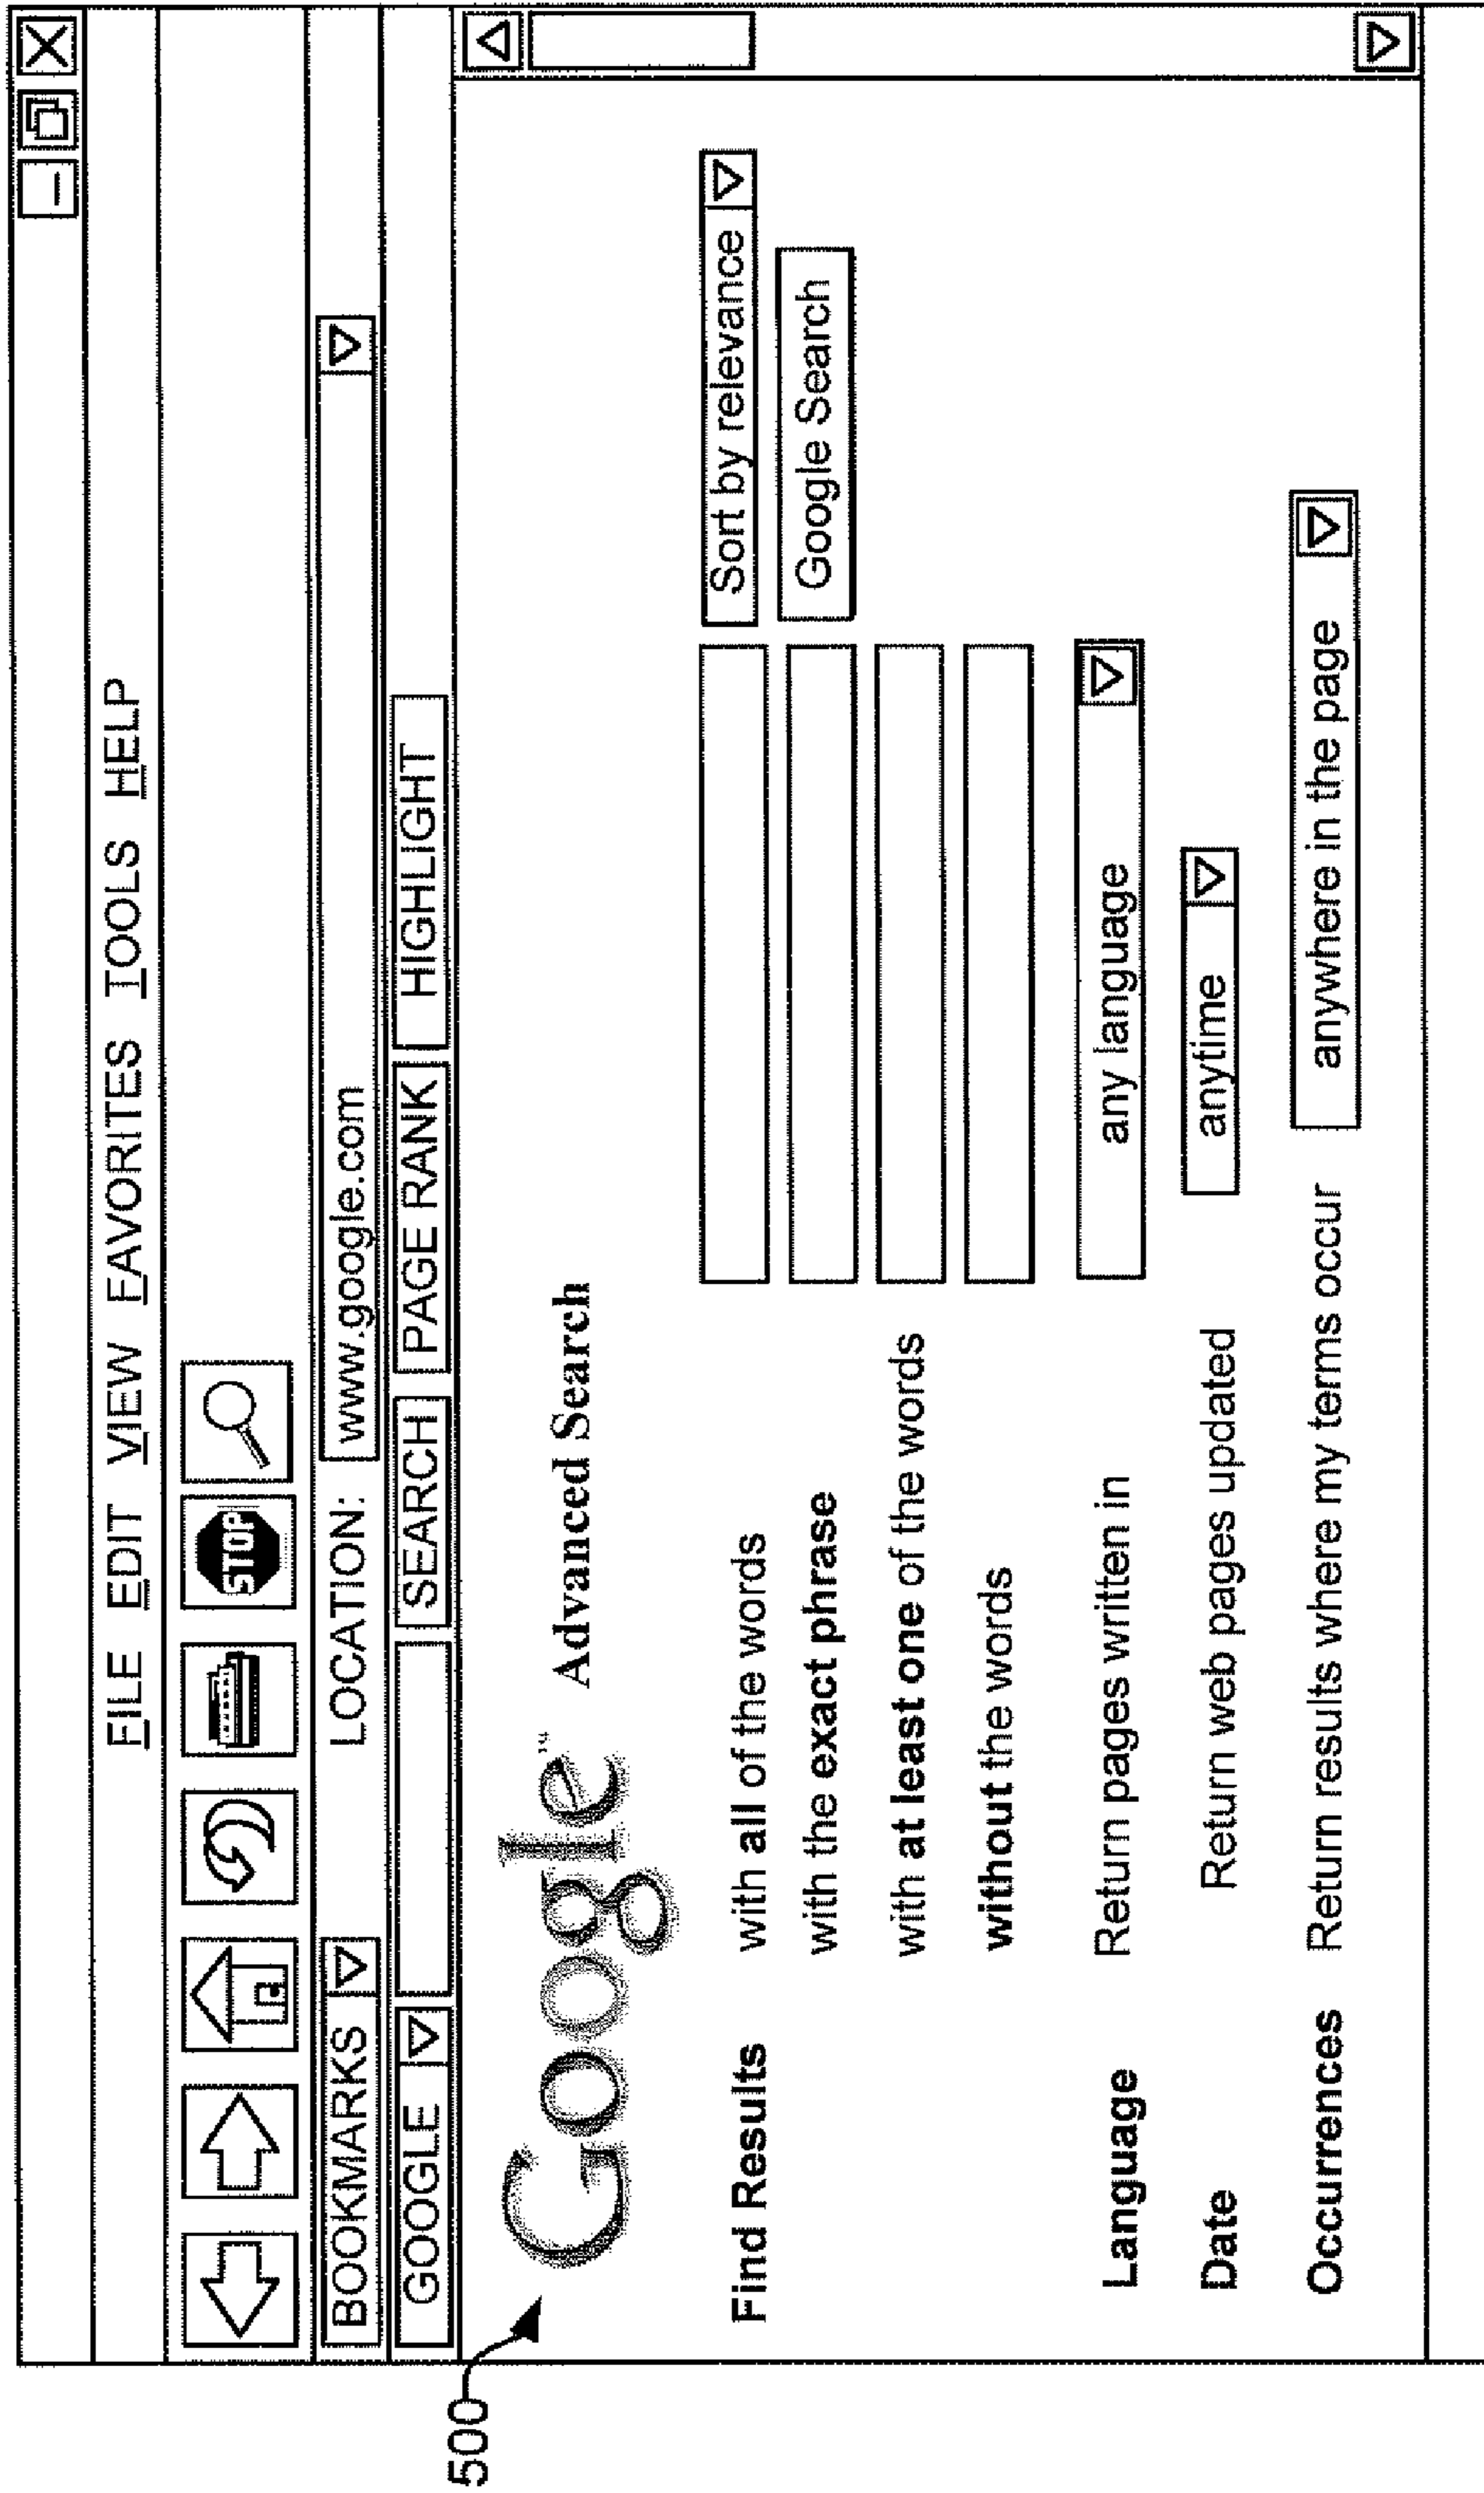 FILE EDIT VIEW FAVORITES TOOLS HELP
STOP
BOOKMARKS LOCATION: www.google.com
GOOGLE SEARCH PAGE RANK HIGHLIGHT
500
Google™ Advanced Search
Find Results with all of the words Sort by relevance
with the exact phrase Google Search
with at least one of the words
without the words
Language Return pages written in any language
Date Return web pages updated anytime
Occurrences Return results where my terms occur anywhere in the page